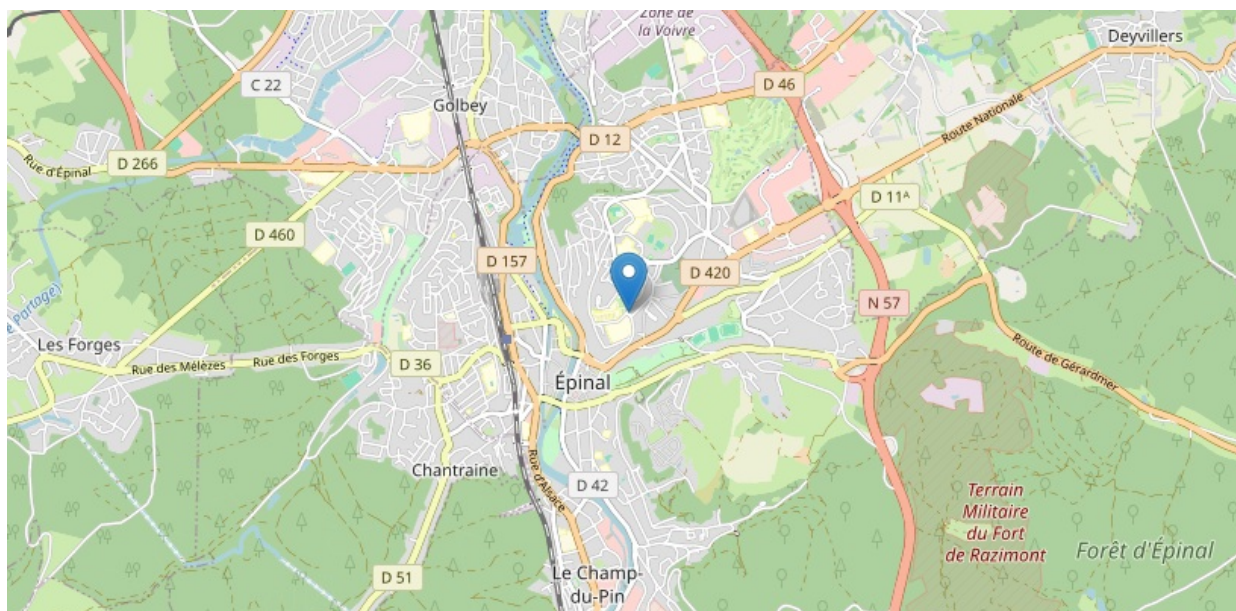 Zone de
la Voivre
Deyvillers
C 22
D 46
Golbey
Route Nationale
D 12
Rue d'Épinal
D 266
D 11ᴬ
D 460
D 157
D 420
Partage)
N 57
Les Forges
Rue des Mélèzes
Rue des Forges
D 36
Route de Gérardmer
Épinal
Chantraine
Rue d'Alsace
D 42
Terrain
Militaire
du Fort
de Razimont
Forêt d'Épinal
D 51
Le Champ-
du-Pin